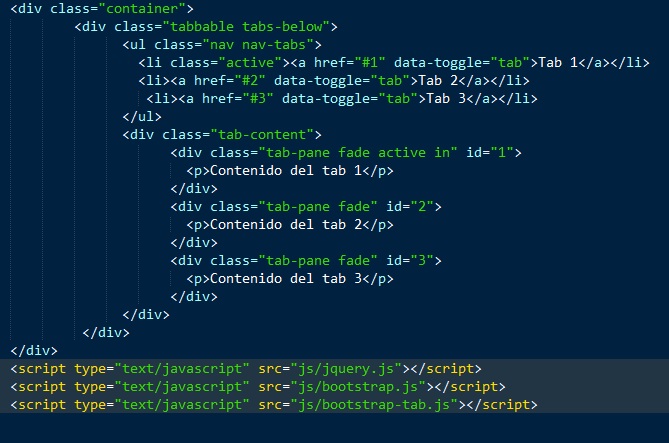 <div class="container">
<div class="tabbable tabs-below">
<ul class="nav nav-tabs">
<li class="active"><a href="#1" data-toggle="tab">Tab 1</a></li>
<li><a href="#2" data-toggle="tab">Tab 2</a></li>
<li><a href="#3" data-toggle="tab">Tab 3</a></li>
</ul>
<div class="tab-content">
<div class="tab-pane fade active in" id="1">
<p>Contenido del tab 1</p>
</div>
<div class="tab-pane fade" id="2">
<p>Contenido del tab 2</p>
</div>
<div class="tab-pane fade" id="3">
<p>Contenido del tab 3</p>
</div>
</div>
</div>
</div>
<script type="text/javascript" src="js/jquery.js"></script>
<script type="text/javascript" src="js/bootstrap.js"></script>
<script type="text/javascript" src="js/bootstrap-tab.js"></script>